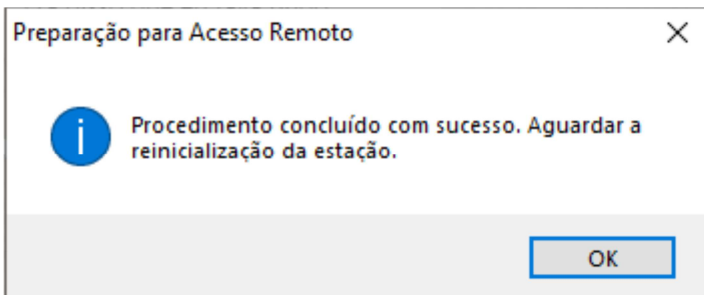 Preparação para Acesso Remoto
Procedimento concluído com sucesso. Aguardar a
reinicialização da estação.
OK